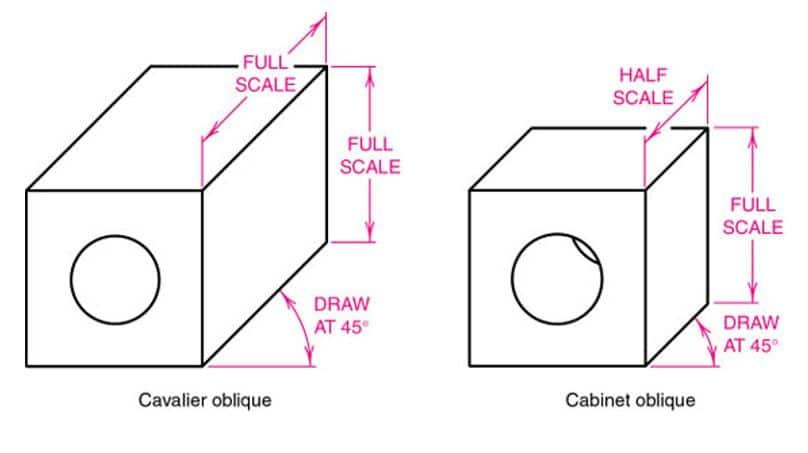 FULL
SCALE
FULL
SCALE
DRAW
AT 45°
Cavalier oblique
HALF
SCALE
FULL
SCALE
DRAW
AT 45°
Cabinet oblique